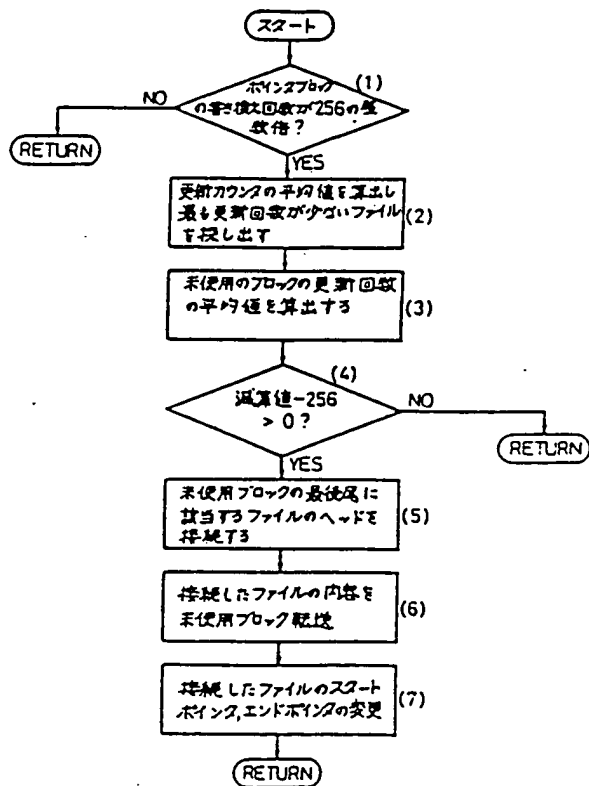 スタート
(1)
ポインタブロック
の書き換え回数が256の整
数倍?
NO
RETURN
YES
更新カウンタの平均値を算出し
最も更新回数が少ないファイル
を探し出す
(2)
未使用のブロックの更新回数
の平均値を算出する
(3)
(4)
減算値-256
> 0?
NO
RETURN
YES
未使用ブロックの最後尾に
該当するファイルのヘッドを
接続する
(5)
接続したファイルの内容を
未使用ブロック転送
(6)
接続したファイルのスタート
ポインタ,エンドポインタの変更
(7)
RETURN